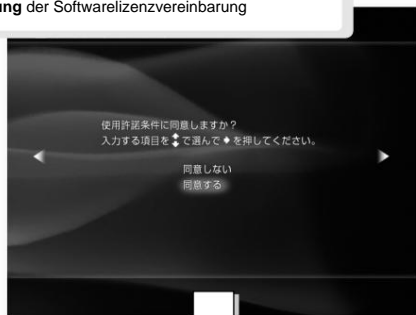 ung der Softwarelizenzvereinbarung
使用許諾条件に同意しますか?
入力する項目を で選んで を押してください。
同意しない
同意する